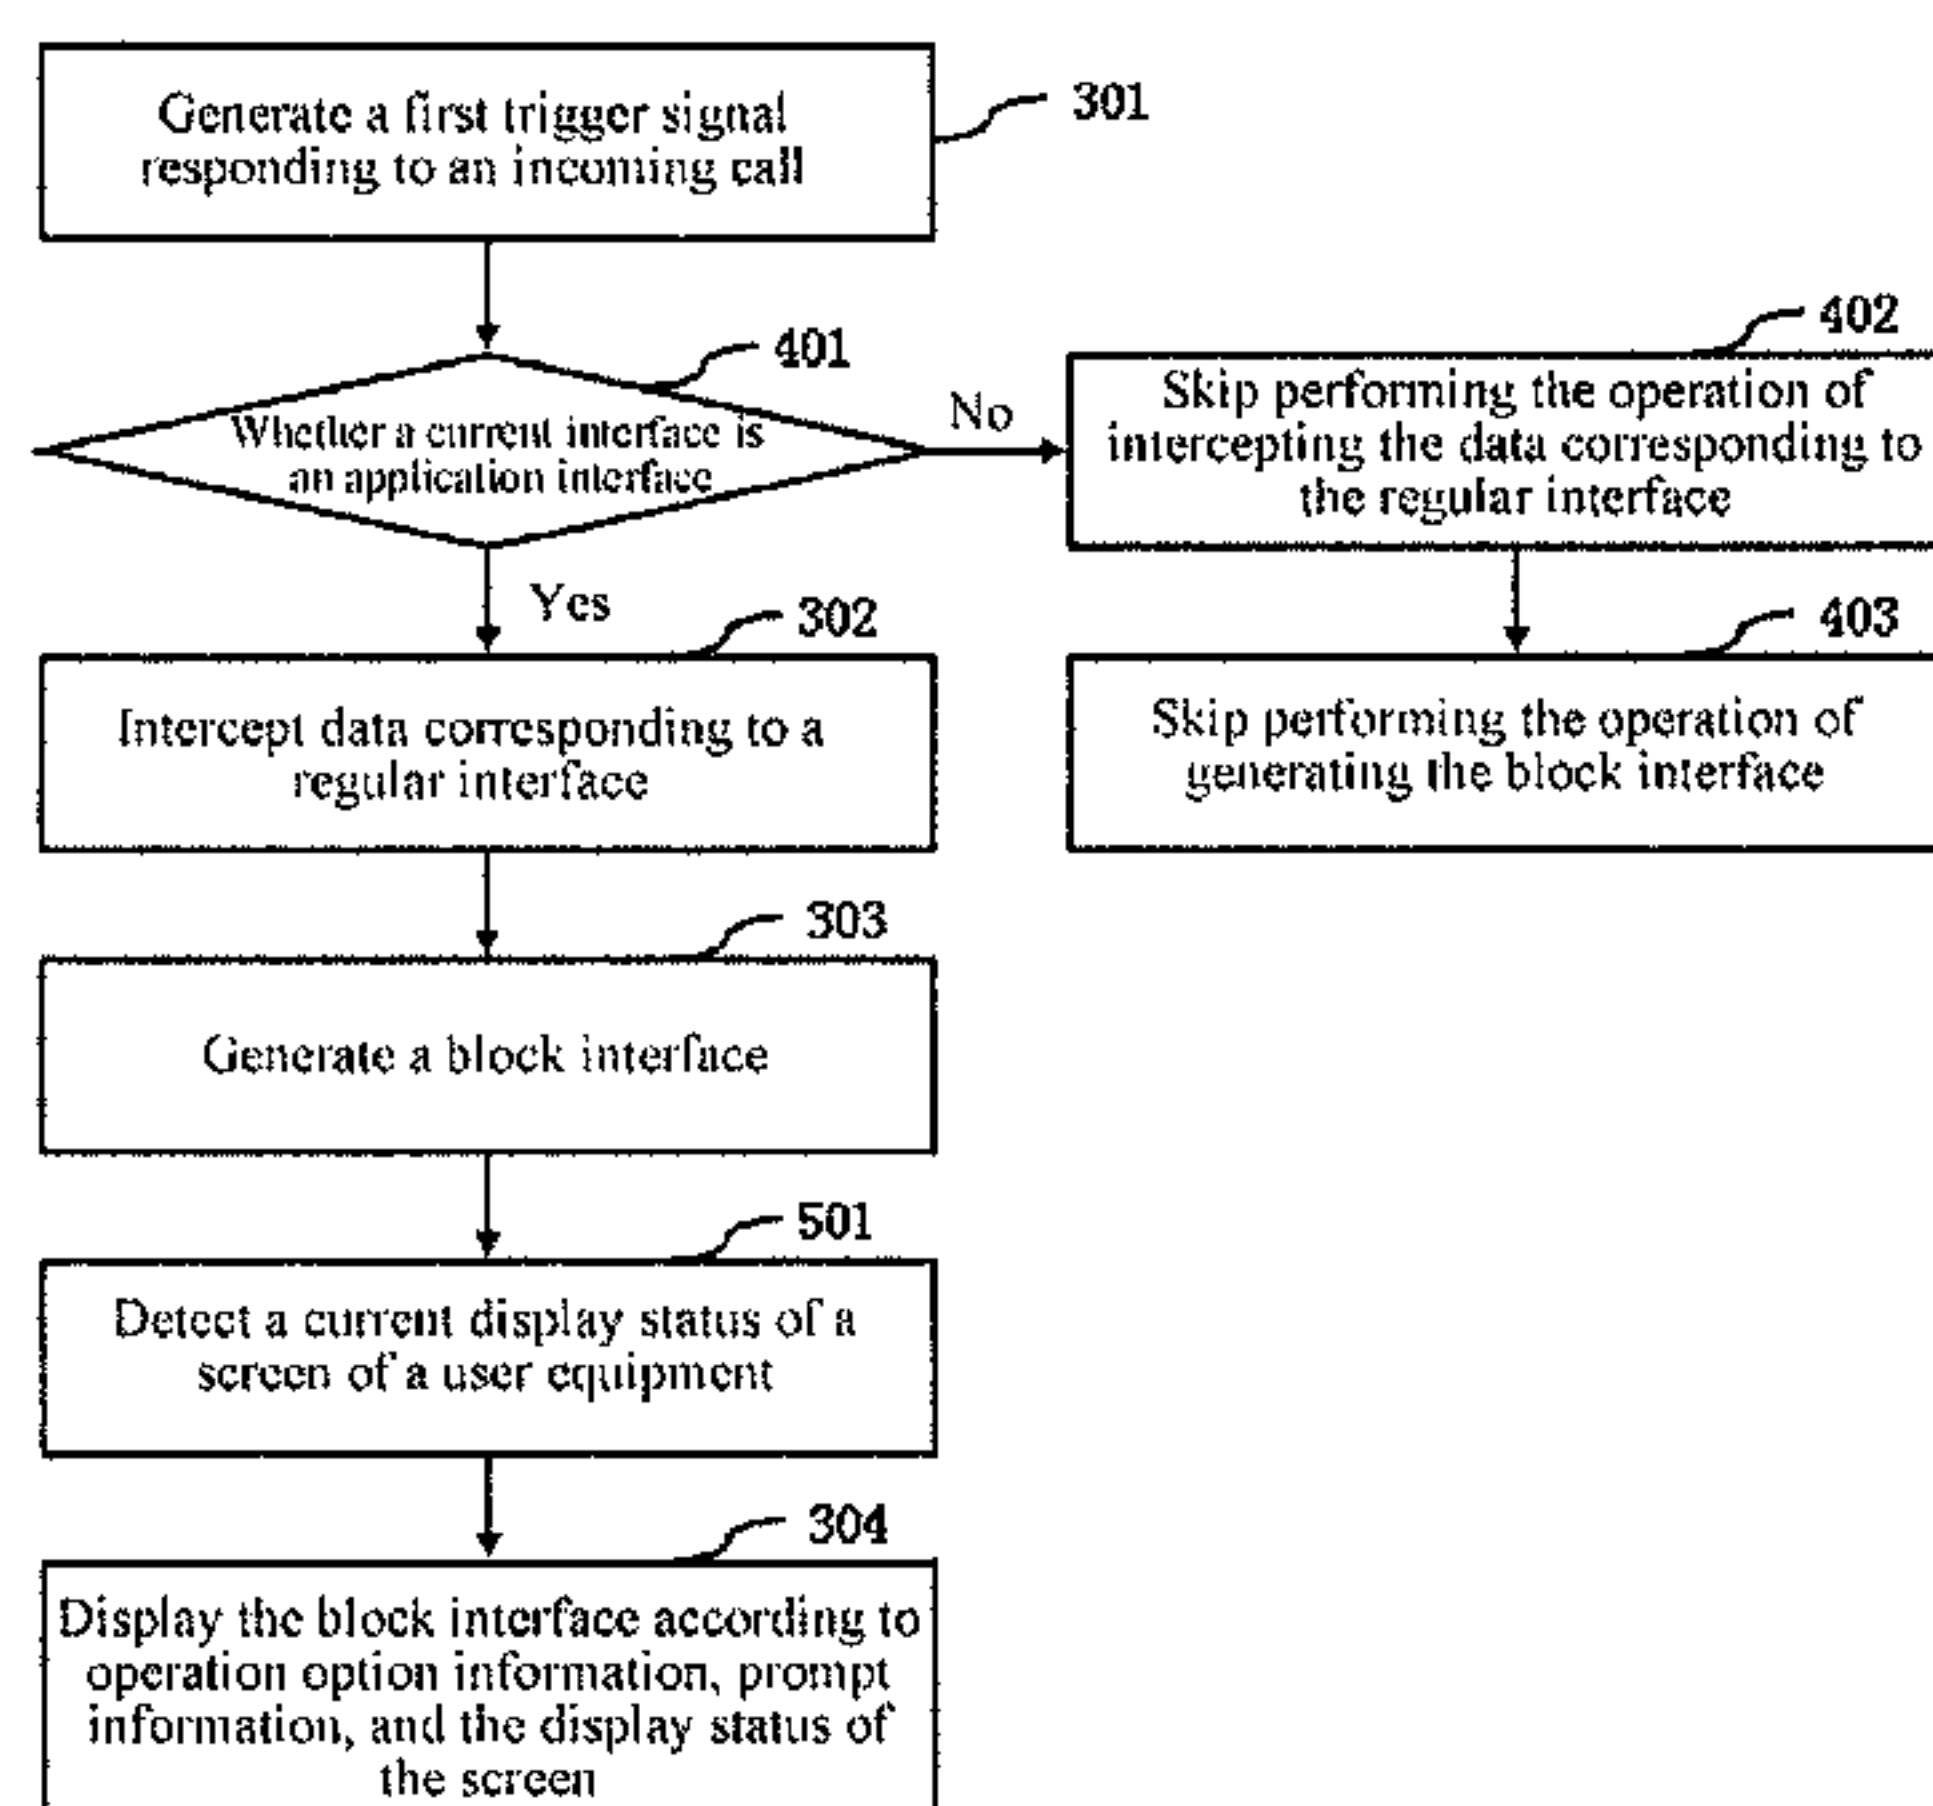 Generate a first trigger signal
responding to an incoming call
301
401
Whether a current interface is
an application interface
No
402
Skip performing the operation of
intercepting the data corresponding to
the regular interface
Yes
302
Intercept data corresponding to a
regular interface
403
Skip performing the operation of
generating the block interface
303
Generate a block interface
501
Detect a current display status of a
screen of a user equipment
304
Display the block interface according to
operation option information, prompt
information, and the display status of
the screen